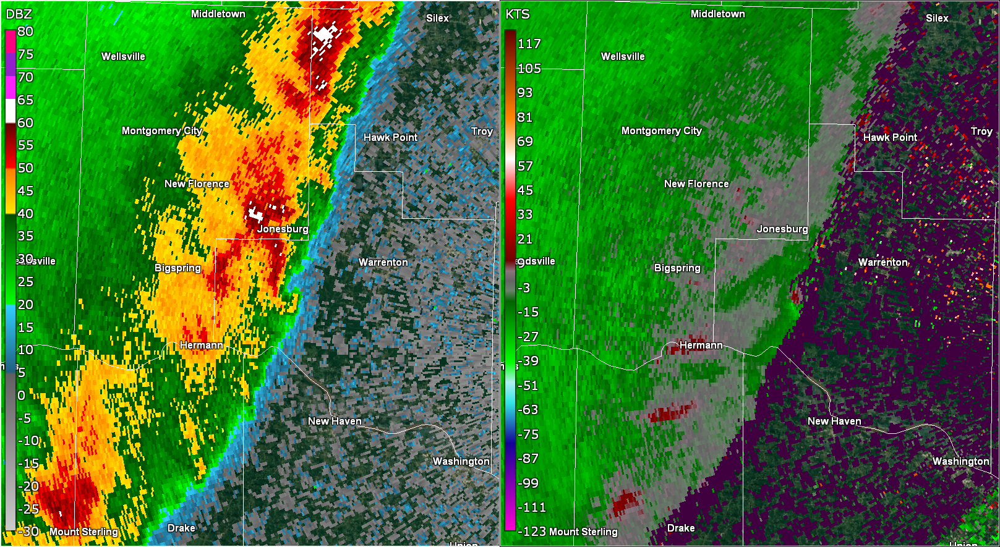 DBZ
80
75
70
65
60
55
50
45
40
35
30
25
20
15
10
5
0
-5
-10
-15
-20
-25
-30
Middletown
Silex
Wellsville
Montgomery City
Hawk Point
Troy
New Florence
Jonesburg
Warrenton
Bigspring
Hermann
New Haven
Washington
Mount Sterling
Drake
Union
KTS
117
105
93
81
69
57
45
33
21
9
-3
-15
-27
-39
-51
-63
-75
-87
-99
-111
-123
Middletown
Silex
Wellsville
Montgomery City
Hawk Point
Troy
New Florence
Jonesburg
Warrenton
Bigspring
Hermann
New Haven
Washington
Mount Sterling
Drake
Union